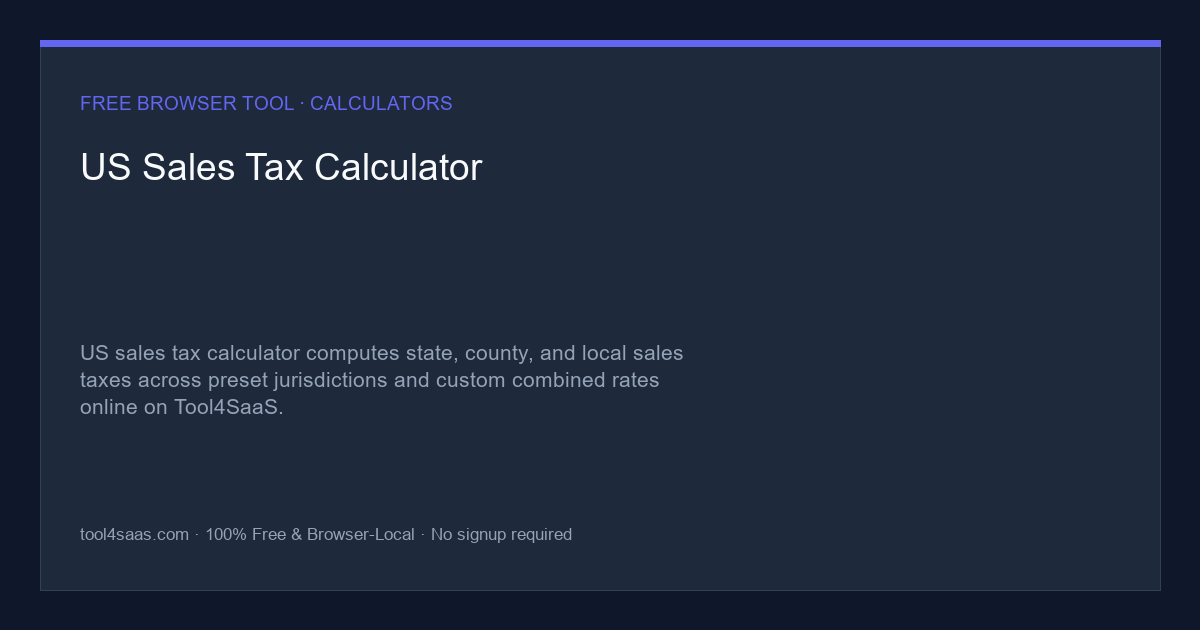 FREE BROWSER TOOL · CALCULATORS
US Sales Tax Calculator
US sales tax calculator computes state, county, and local sales
taxes across preset jurisdictions and custom combined rates
online on Tool4SaaS.
tool4saas.com · 100% Free & Browser-Local · No signup required